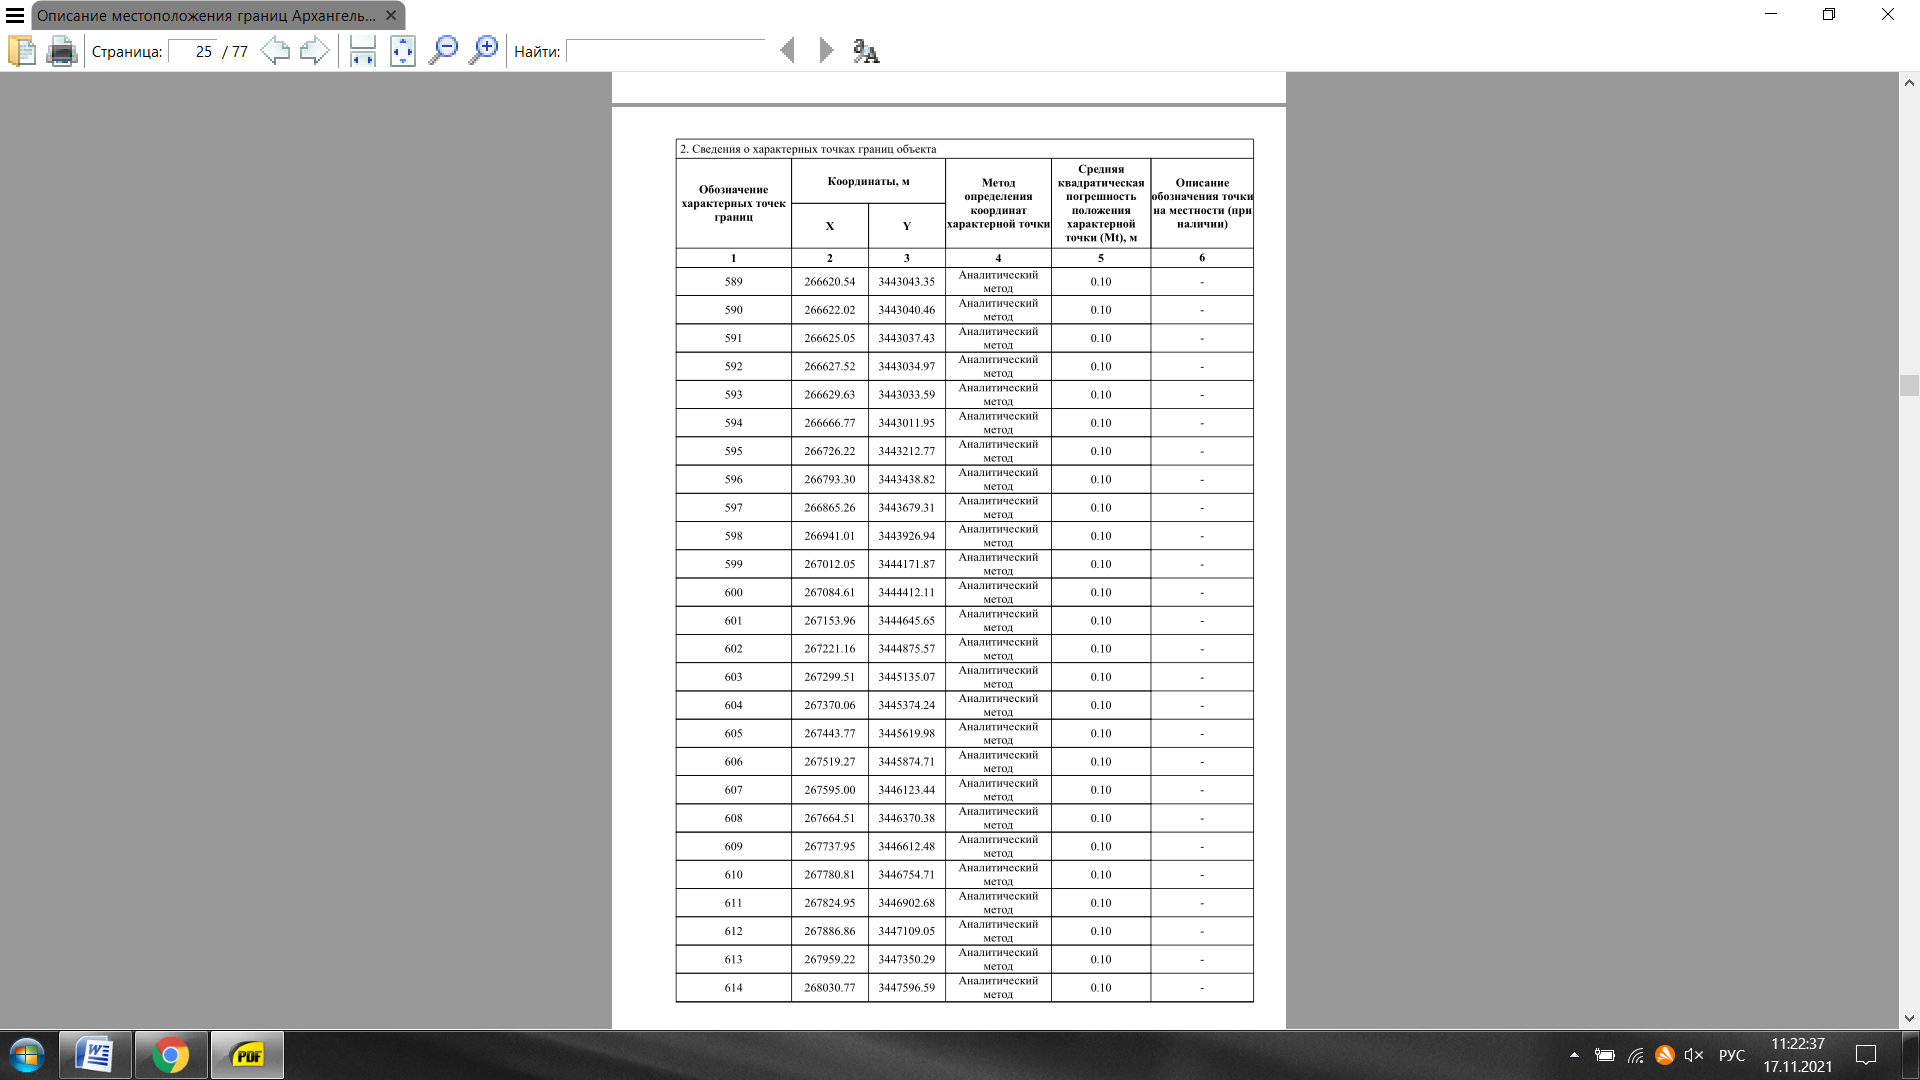 Описание местоположения границ Архангель...
Страница: 25 / 77 Найти:
2. Сведения о характерных точках границ объекта
Обозначение характерных точек границ
Координаты, м
X
Y
Метод определения координат характерной точки
Средняя квадратическая погрешность положения характерной точки (Mt), м
Описание обозначения точки на местности (при наличии)
1 2 3 4 5 6
589 266620.54 3443043.35 Аналитический метод 0.10 -
590 266622.02 3443040.46 Аналитический метод 0.10 -
591 266625.05 3443037.43 Аналитический метод 0.10 -
592 266627.52 3443034.97 Аналитический метод 0.10 -
593 266629.63 3443033.59 Аналитический метод 0.10 -
594 266666.77 3443011.95 Аналитический метод 0.10 -
595 266726.22 3443212.77 Аналитический метод 0.10 -
596 266793.30 3443438.82 Аналитический метод 0.10 -
597 266865.26 3443679.31 Аналитический метод 0.10 -
598 266941.01 3443926.94 Аналитический метод 0.10 -
599 267012.05 3444171.87 Аналитический метод 0.10 -
600 267084.61 3444412.11 Аналитический метод 0.10 -
601 267153.96 3444645.65 Аналитический метод 0.10 -
602 267221.16 3444875.57 Аналитический метод 0.10 -
603 267299.51 3445135.07 Аналитический метод 0.10 -
604 267370.06 3445374.24 Аналитический метод 0.10 -
605 267443.77 3445619.98 Аналитический метод 0.10 -
606 267519.27 3445874.71 Аналитический метод 0.10 -
607 267595.00 3446123.44 Аналитический метод 0.10 -
608 267664.51 3446370.38 Аналитический метод 0.10 -
609 267737.95 3446612.48 Аналитический метод 0.10 -
610 267780.81 3446754.71 Аналитический метод 0.10 -
611 267824.95 3446902.68 Аналитический метод 0.10 -
612 267886.86 3447109.05 Аналитический метод 0.10 -
613 267959.22 3447350.29 Аналитический метод 0.10 -
614 268030.77 3447596.59 Аналитический метод 0.10 -
PDF
РУС
11:22:37
17.11.2021